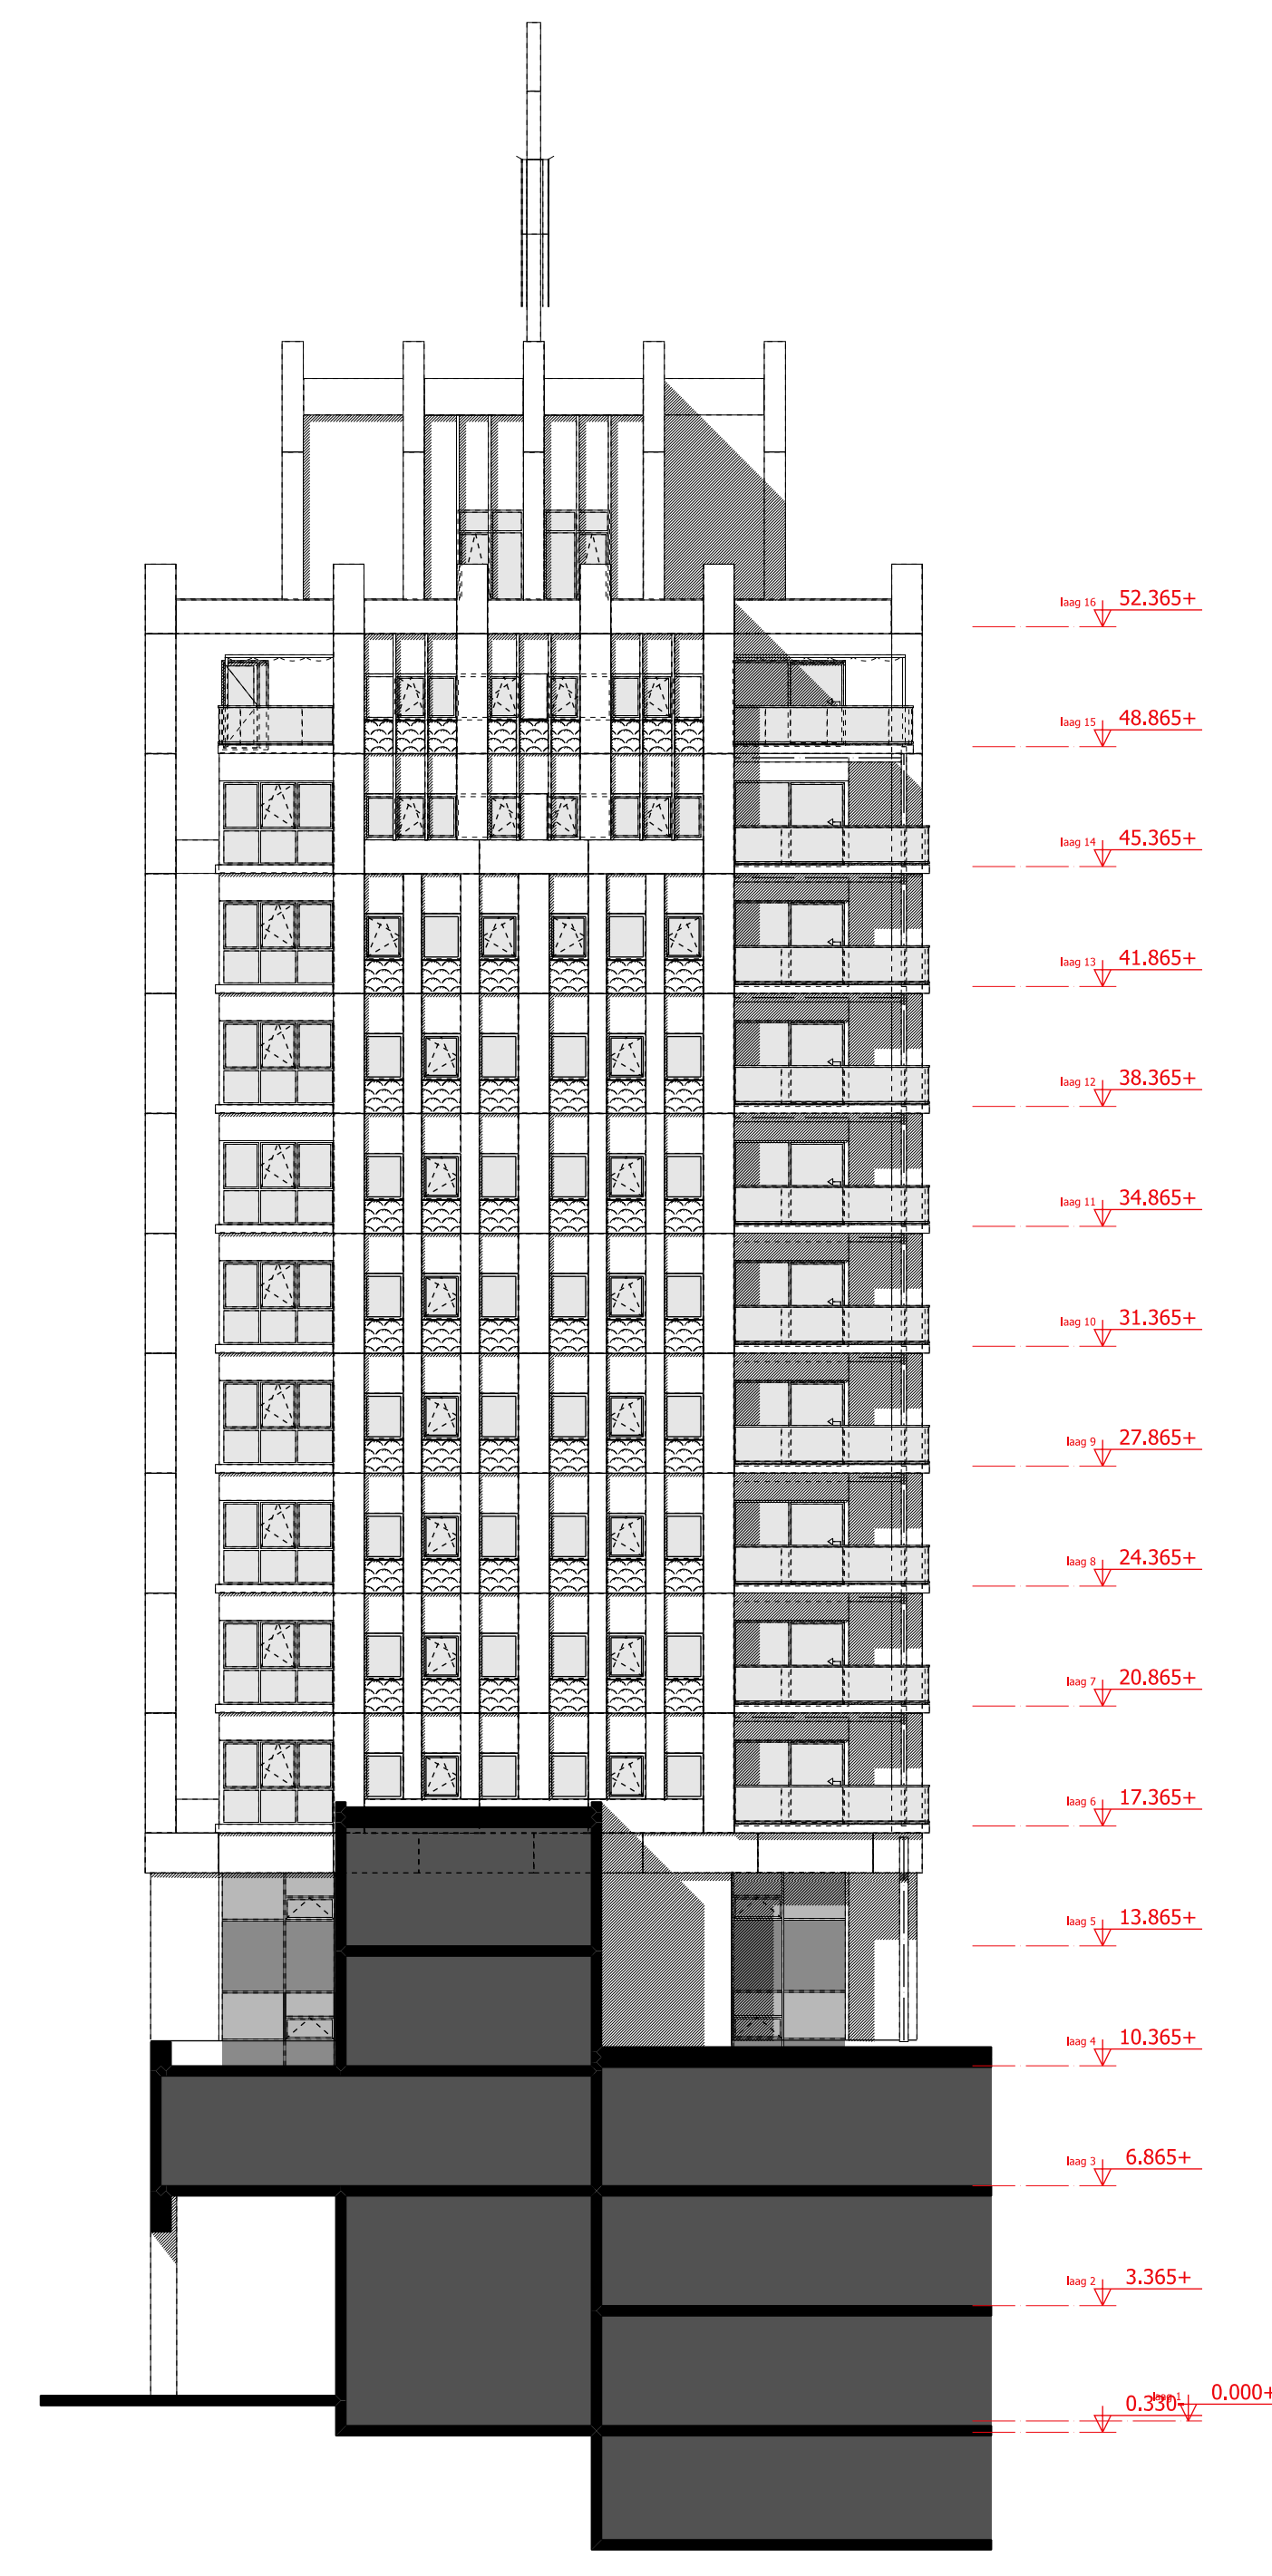 laag 16 52.365+
laag 15 48.865+
laag 14 45.365+
laag 13 41.865+
laag 12 38.365+
laag 11 34.865+
laag 10 31.365+
laag 9 27.865+
laag 8 24.365+
laag 7 20.865+
laag 6 17.365+
laag 5 13.865+
laag 4 10.365+
laag 3 6.865+
laag 2 3.365+
laag 1 0.000+
0.330-